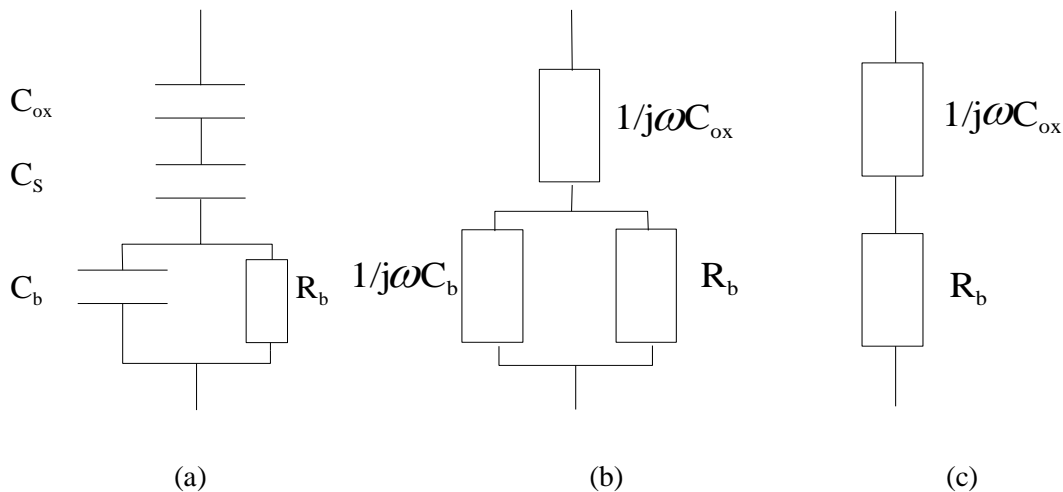 C_ox
C_S
C_b
R_b
(a)
1/jωC_ox
1/jωC_b
R_b
(b)
1/jωC_ox
R_b
(c)